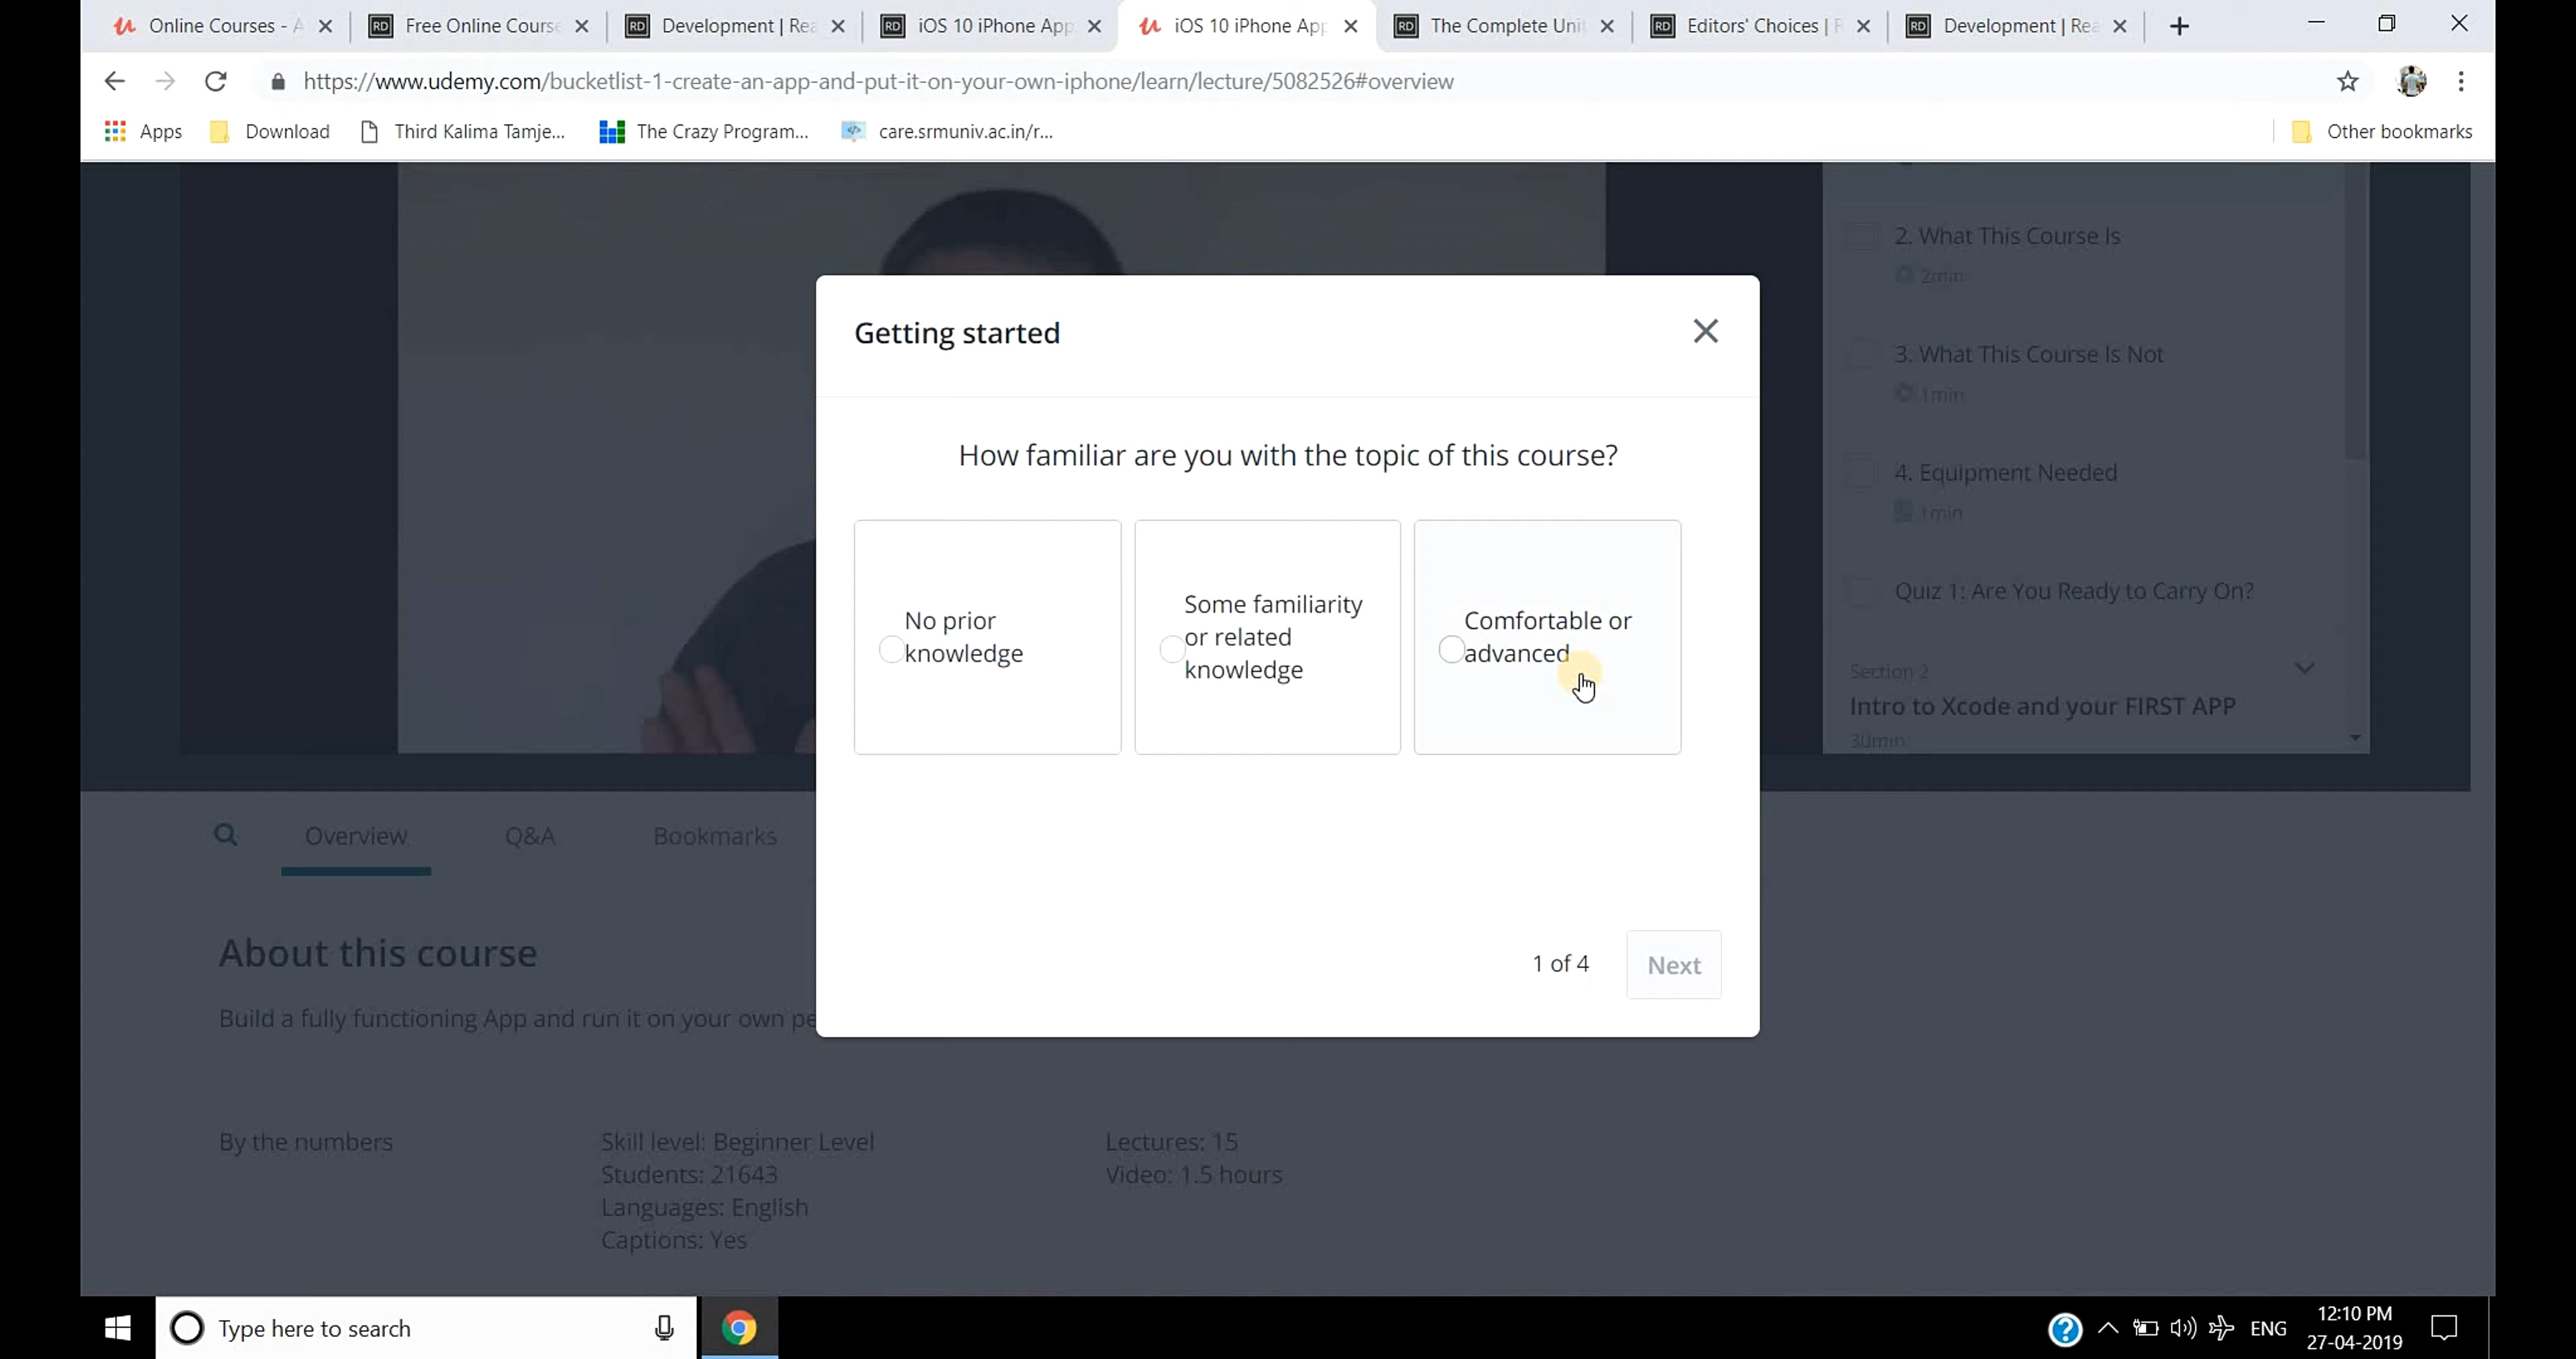 Online Courses - A
Free Online Course
Development | Rea
iOS 10 iPhone App
iOS 10 iPhone App
The Complete Unit
Editors' Choices | R
Development | Rea
https://www.udemy.com/bucketlist-1-create-an-app-and-put-it-on-your-own-iphone/learn/lecture/5082526#overview
Apps
Download
Third Kalima Tamje...
The Crazy Program...
care.srmuniv.ac.in/r...
Other bookmarks
2. What This Course Is
2min
3. What This Course Is Not
1min
4. Equipment Needed
1min
Quiz 1: Are You Ready to Carry On?
Section 2
Intro to Xcode and your FIRST APP
30min
Getting started
How familiar are you with the topic of this course?
No prior
knowledge
Some familiarity
or related
knowledge
Comfortable or
advanced
1 of 4
Next
Overview
Q&A
Bookmarks
About this course
Build a fully functioning App and run it on your own pe
By the numbers
Skill level: Beginner Level
Students: 21643
Languages: English
Captions: Yes
Lectures: 15
Video: 1.5 hours
Type here to search
ENG
12:10 PM
27-04-2019